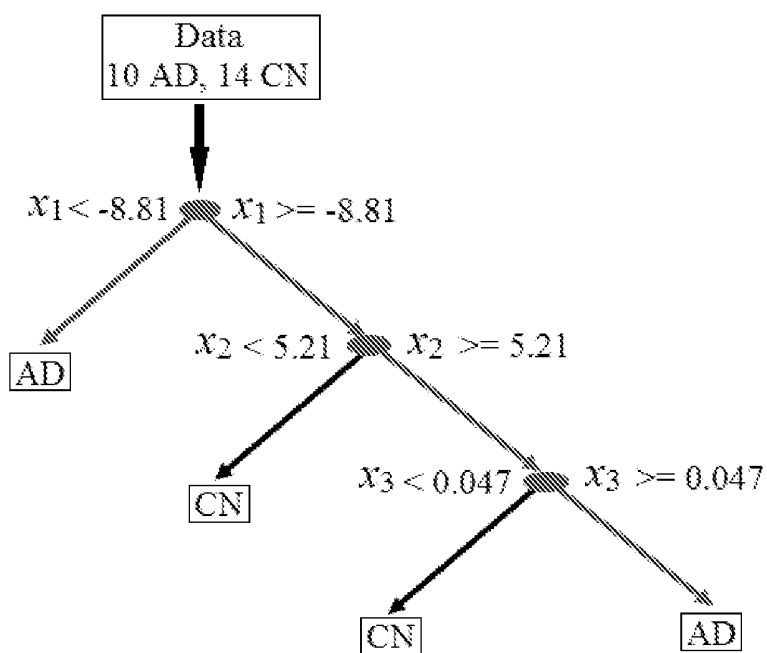 Data
10 AD, 14 CN
x1 < -8.81 x1 >= -8.81
x2 < 5.21 x2 >= 5.21
AD
x3 < 0.047 x3 >= 0.047
CN
CN
AD